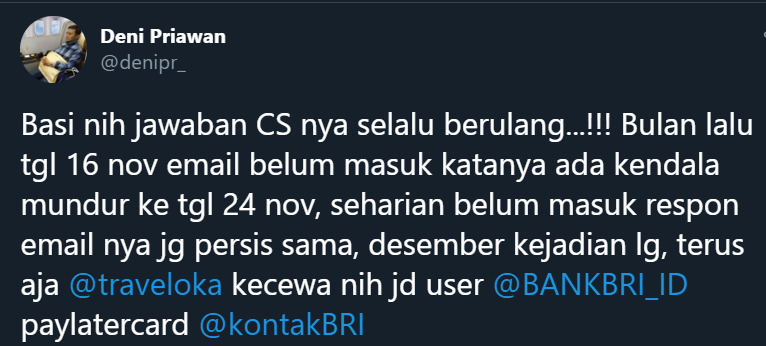 Deni Priawan
@denipr_
Basi nih jawaban CS nya selalu berulang...!!! Bulan lalu
tgl 16 nov email belum masuk katanya ada kendala
mundur ke tgl 24 nov, seharian belum masuk respon
email nya jg persis sama, desember kejadian lg, terus
aja @traveloka kecewa nih jd user @BANKBRI_ID
paylatercard @kontakBRI